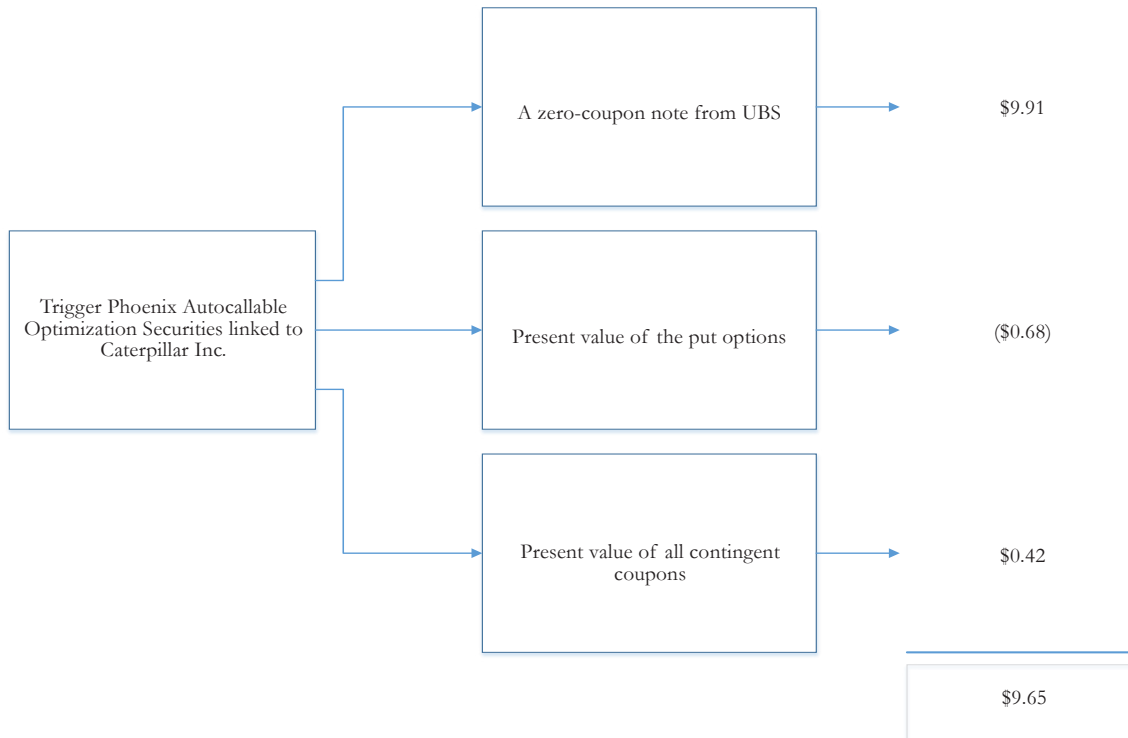 A zero-coupon note from UBS
$9.91
Trigger Phoenix Autocallable
Optimization Securities linked to
Caterpillar Inc.
Present value of the put options
($0.68)
Present value of all contingent
coupons
$0.42
$9.65